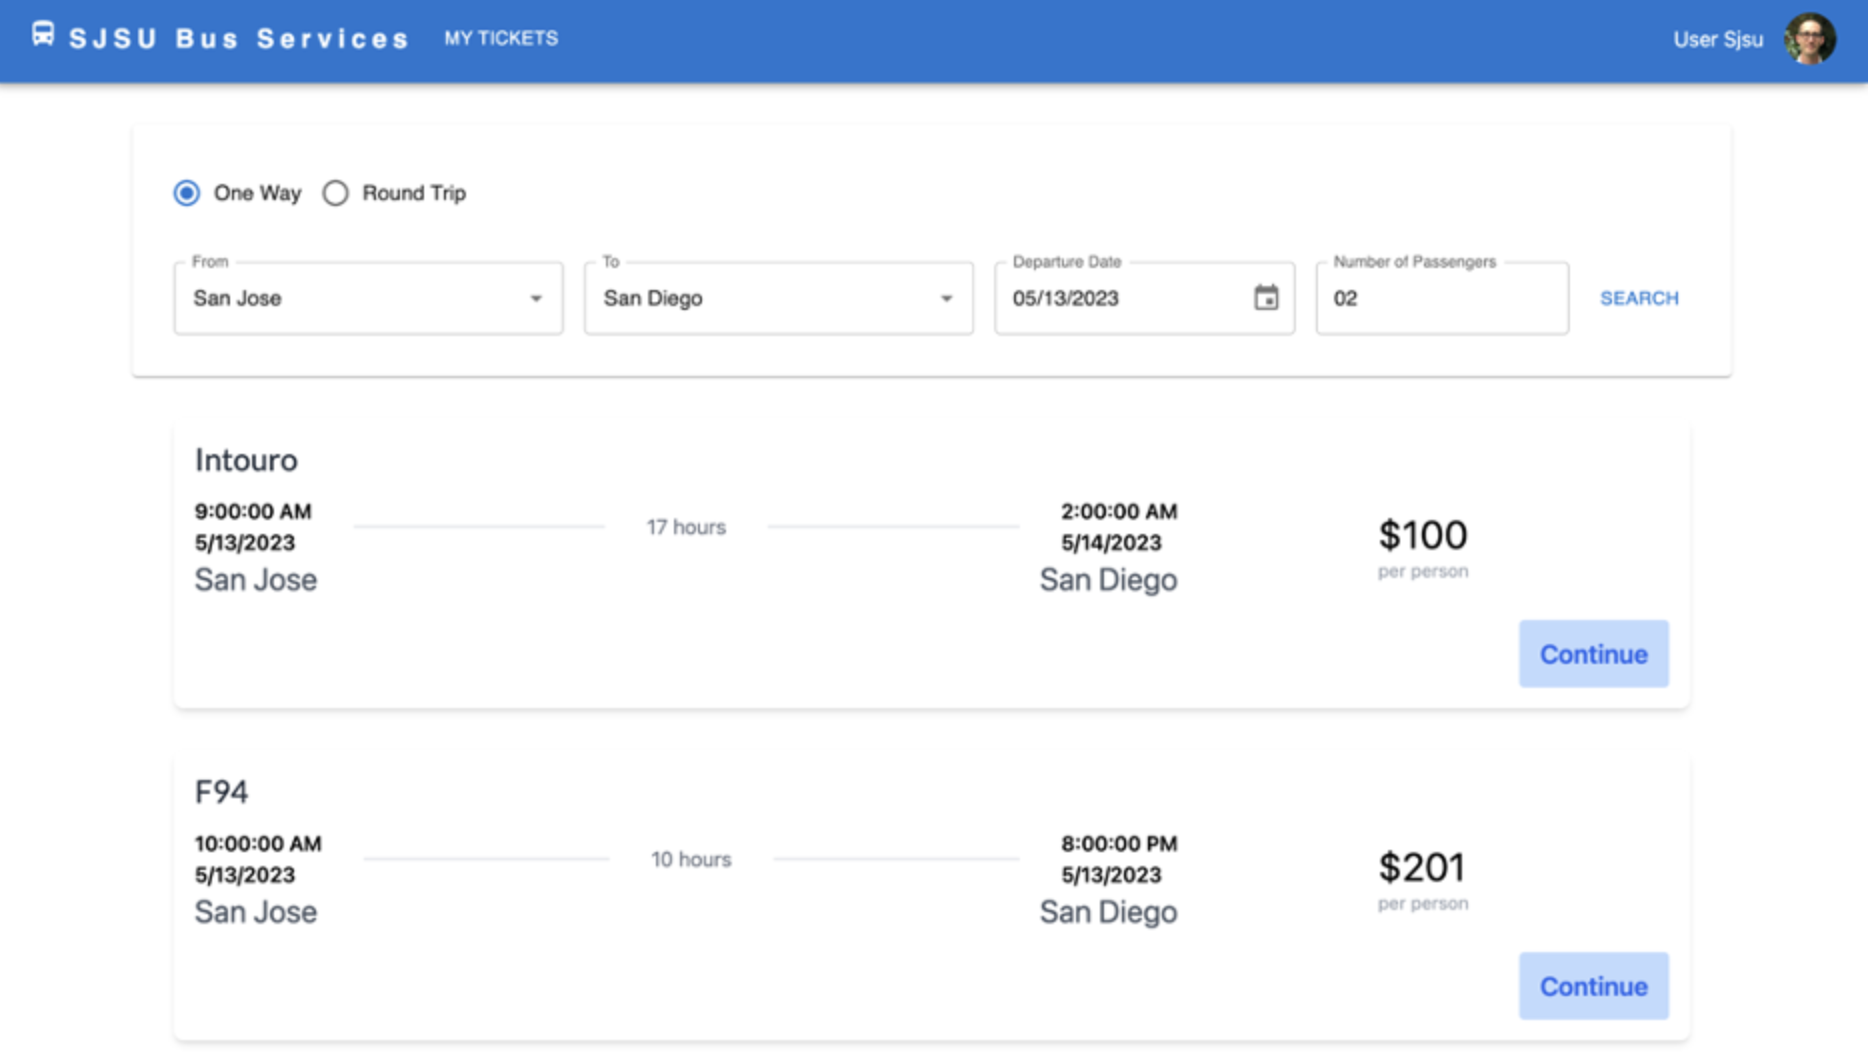 SJSU Bus Services MY TICKETS User Sjsu
One Way Round Trip
From To Departure Date Number of Passengers
San Jose San Diego 05/13/2023 02 SEARCH
Intouro
9:00:00 AM 17 hours 2:00:00 AM $100
5/13/2023 5/14/2023 per person
San Jose San Diego
Continue
F94
10:00:00 AM 10 hours 8:00:00 PM $201
5/13/2023 5/13/2023 per person
San Jose San Diego
Continue